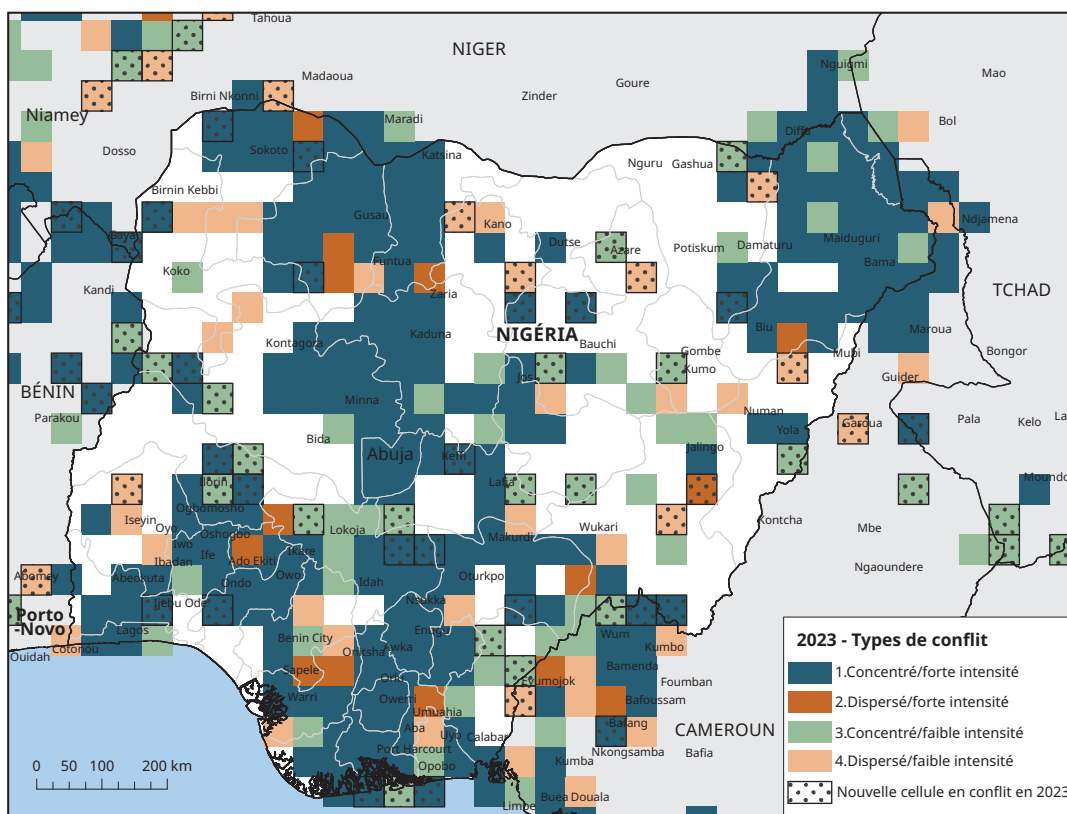 Tahoua
NIGER
Nguigmi
Mao
Madaoua
Goure
Birni Nkonni
Zinder
Niamey
Maradi
Bol
Diffa
Dosso
Sokoto
Katsina
Nguru
Gashua
Birnin Kebbi
Gusau
Kano
Ndjamena
Gaya
Dutse
Azare
Potiskum
Damaturu
Maiduguri
Koko
Funtua
Bama
Kandi
Zaria
TCHAD
Kontagora
Kaduna
NIGÉRIA
Bauchi
Biu
Maroua
Gombe
Mubi
Bongor
Jos
Kumo
Guider
BÉNIN
Minna
Numan
Parakou
Garoua
Pala
Kelo
La
Bida
Yola
Abuja
Keffi
Jalingo
Ilorin
Lafia
Moundo
Ogbomosho
Iseyin
Oyo
Oshogbo
Lokoja
Wukari
Kontcha
Mbe
Iwo
Ife
Ikare
Makurdi
Ibadan
Ado Ekiti
Ngaoundere
Abomey
Abeokuta
Ondo
Owo
Idah
Oturkpo
Ijebu Ode
Nsukka
Porto
-Novo
Lagos
Benin City
Enugu
Wum
Kumbo
Cotonou
Onitsha
Awka
Ouidah
Sapele
Orlu
Eyumojok
Bamenda
Foumban
Warri
Owerri
Umuahia
Bafoussam
Aba
Uyo
Calabar
Bafang
CAMEROUN
Port Harcourt
Nkongsamba
Bafia
Opobo
Kumba
Limbe
Buea
Douala
0 50 100 200 km
2023 - Types de conflit
1.Concentré/forte intensité
2.Dispersé/forte intensité
3.Concentré/faible intensité
4.Dispersé/faible intensité
Nouvelle cellule en conflit en 2023